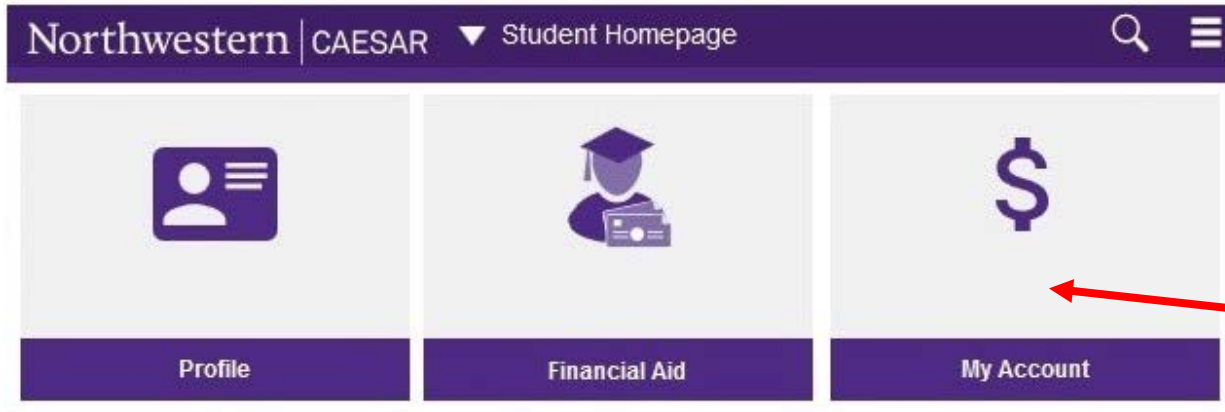 Northwestern | CAESAR ▼ Student Homepage
$
Profile
Financial Aid
My Account